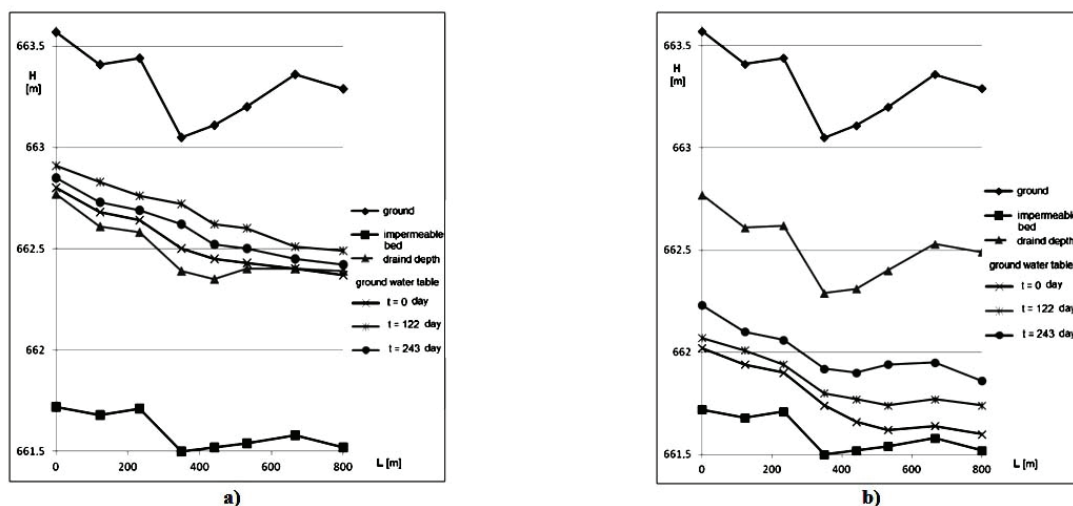 663.5
H
[m]
663
662.5
662
661.5
0
200
400
600
800
L [m]
ground
impermeable
bed
draind depth
ground water table
t = 0 day
t = 122 day
t = 243 day
a)
663.5
H
[m]
663
662.5
662
661.5
0
200
400
600
800
L [m]
ground
impermeable
bed
draind depth
ground water table
t = 0 day
t = 122 day
t = 243 day
b)